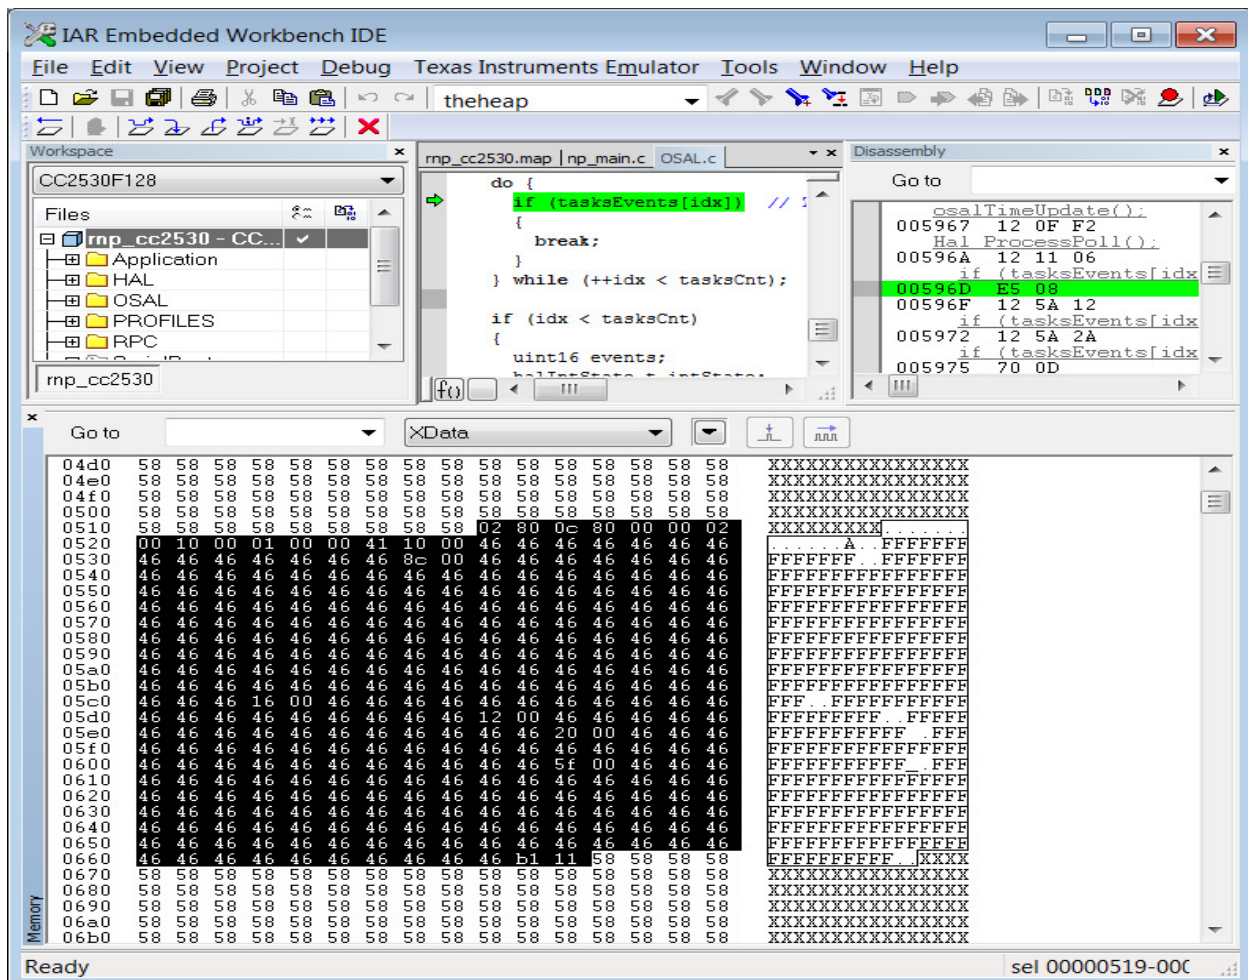 IAR Embedded Workbench IDE
File Edit View Project Debug Texas Instruments Emulator Tools Window Help
theheap
Workspace
CC2530F128
Files
rnp_cc2530 - CC...
Application
HAL
OSAL
PROFILES
RPC
rnp_cc2530
rnp_cc2530.map | np_main.c OSAL.c
do {
if (tasksEvents[idx]) //
{
break;
}
} while (++idx < tasksCnt);
if (idx < tasksCnt)
{
uint16 events;
halIntState_t intState;
f()
Disassembly
Go to
osalTimeUpdate();
005967 12 0F F2
Hal_ProcessPoll();
00596A 12 11 06
if (tasksEvents[idx
00596D E5 08
00596F 12 5A 12
if (tasksEvents[idx
005972 12 5A 2A
if (tasksEvents[idx
005975 70 0D
Go to XData
04d0 58 58 58 58 58 58 58 58 58 58 58 58 58 58 58 58 XXXXXXXXXXXXXXXX
04e0 58 58 58 58 58 58 58 58 58 58 58 58 58 58 58 58 XXXXXXXXXXXXXXXX
04f0 58 58 58 58 58 58 58 58 58 58 58 58 58 58 58 58 XXXXXXXXXXXXXXXX
0500 58 58 58 58 58 58 58 58 58 58 58 58 58 58 58 58 XXXXXXXXXXXXXXXX
0510 58 58 58 58 58 58 58 58 58 02 80 0c 80 00 00 02 XXXXXXXXX.......
0520 00 10 00 01 00 00 41 10 00 46 46 46 46 46 46 46 ......A..FFFFFFF
0530 46 46 46 46 46 46 46 8c 00 46 46 46 46 46 46 46 FFFFFFF..FFFFFFF
0540 46 46 46 46 46 46 46 46 46 46 46 46 46 46 46 46 FFFFFFFFFFFFFFFF
0550 46 46 46 46 46 46 46 46 46 46 46 46 46 46 46 46 FFFFFFFFFFFFFFFF
0560 46 46 46 46 46 46 46 46 46 46 46 46 46 46 46 46 FFFFFFFFFFFFFFFF
0570 46 46 46 46 46 46 46 46 46 46 46 46 46 46 46 46 FFFFFFFFFFFFFFFF
0580 46 46 46 46 46 46 46 46 46 46 46 46 46 46 46 46 FFFFFFFFFFFFFFFF
0590 46 46 46 46 46 46 46 46 46 46 46 46 46 46 46 46 FFFFFFFFFFFFFFFF
05a0 46 46 46 46 46 46 46 46 46 46 46 46 46 46 46 46 FFFFFFFFFFFFFFFF
05b0 46 46 46 46 46 46 46 46 46 46 46 46 46 46 46 46 FFFFFFFFFFFFFFFF
05c0 46 46 46 16 00 46 46 46 46 46 46 46 46 46 46 46 FFF..FFFFFFFFFFF
05d0 46 46 46 46 46 46 46 46 46 12 00 46 46 46 46 46 FFFFFFFFF..FFFFF
05e0 46 46 46 46 46 46 46 46 46 46 46 20 00 46 46 46 FFFFFFFFFFF .FFF
05f0 46 46 46 46 46 46 46 46 46 46 46 46 46 46 46 46 FFFFFFFFFFFFFFFF
0600 46 46 46 46 46 46 46 46 46 46 46 5f 00 46 46 46 FFFFFFFFFFF_.FFF
0610 46 46 46 46 46 46 46 46 46 46 46 46 46 46 46 46 FFFFFFFFFFFFFFFF
0620 46 46 46 46 46 46 46 46 46 46 46 46 46 46 46 46 FFFFFFFFFFFFFFFF
0630 46 46 46 46 46 46 46 46 46 46 46 46 46 46 46 46 FFFFFFFFFFFFFFFF
0640 46 46 46 46 46 46 46 46 46 46 46 46 46 46 46 46 FFFFFFFFFFFFFFFF
0650 46 46 46 46 46 46 46 46 46 46 46 46 46 46 46 46 FFFFFFFFFFFFFFFF
0660 46 46 46 46 46 46 46 46 46 46 b1 11 58 58 58 58 FFFFFFFFFF..XXXX
0670 58 58 58 58 58 58 58 58 58 58 58 58 58 58 58 58 XXXXXXXXXXXXXXXX
0680 58 58 58 58 58 58 58 58 58 58 58 58 58 58 58 58 XXXXXXXXXXXXXXXX
0690 58 58 58 58 58 58 58 58 58 58 58 58 58 58 58 58 XXXXXXXXXXXXXXXX
06a0 58 58 58 58 58 58 58 58 58 58 58 58 58 58 58 58 XXXXXXXXXXXXXXXX
06b0 58 58 58 58 58 58 58 58 58 58 58 58 58 58 58 58 XXXXXXXXXXXXXXXX
Memory
Ready sel 00000519-000